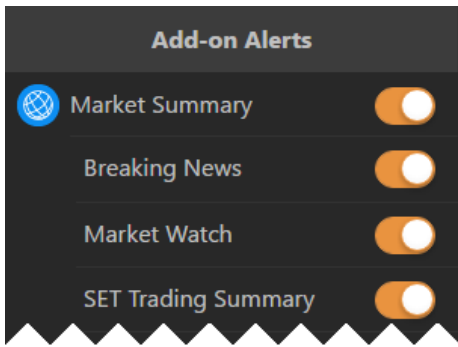 Add-on Alerts
Market Summary
Breaking News
Market Watch
SET Trading Summary